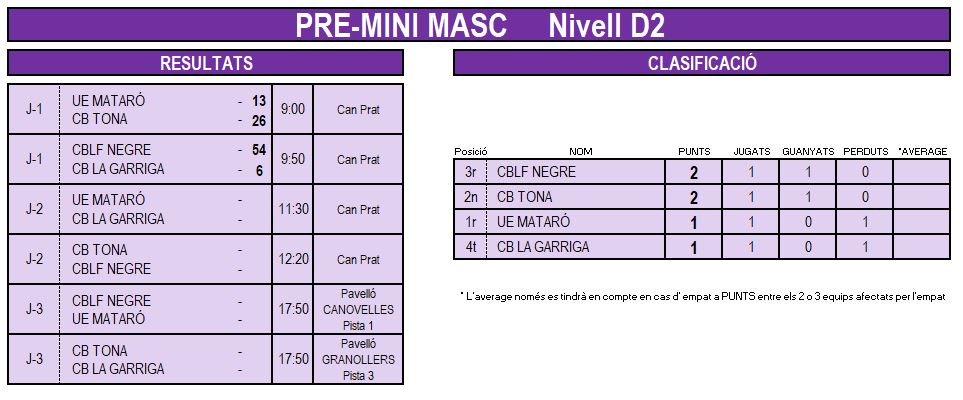 PRE-MINI MASC Nivell D2
RESULTATS
J-1 UE MATARÓ - 13 9:00 Can Prat
CB TONA - 26
J-1 CBLF NEGRE - 54 9:50 Can Prat
CB LA GARRIGA - 6
J-2 UE MATARÓ - 11:30 Can Prat
CB LA GARRIGA -
J-2 CB TONA - 12:20 Can Prat
CBLF NEGRE -
J-3 CBLF NEGRE - 17:50 Pavelló
UE MATARÓ - CANOVELLES
Pista 1
J-3 CB TONA - 17:50 Pavelló
CB LA GARRIGA - GRANOLLERS
Pista 3
CLASIFICACIÓ
Posició NOM PUNTS JUGATS GUANYATS PERDUTS *AVERAGE
3r CBLF NEGRE 2 1 1 0
2n CB TONA 2 1 1 0
1r UE MATARÓ 1 1 0 1
4t CB LA GARRIGA 1 1 0 1
* L'average només es tindrà en compte en cas d' empat a PUNTS entre els 2 o 3 equips afectats per l'empat